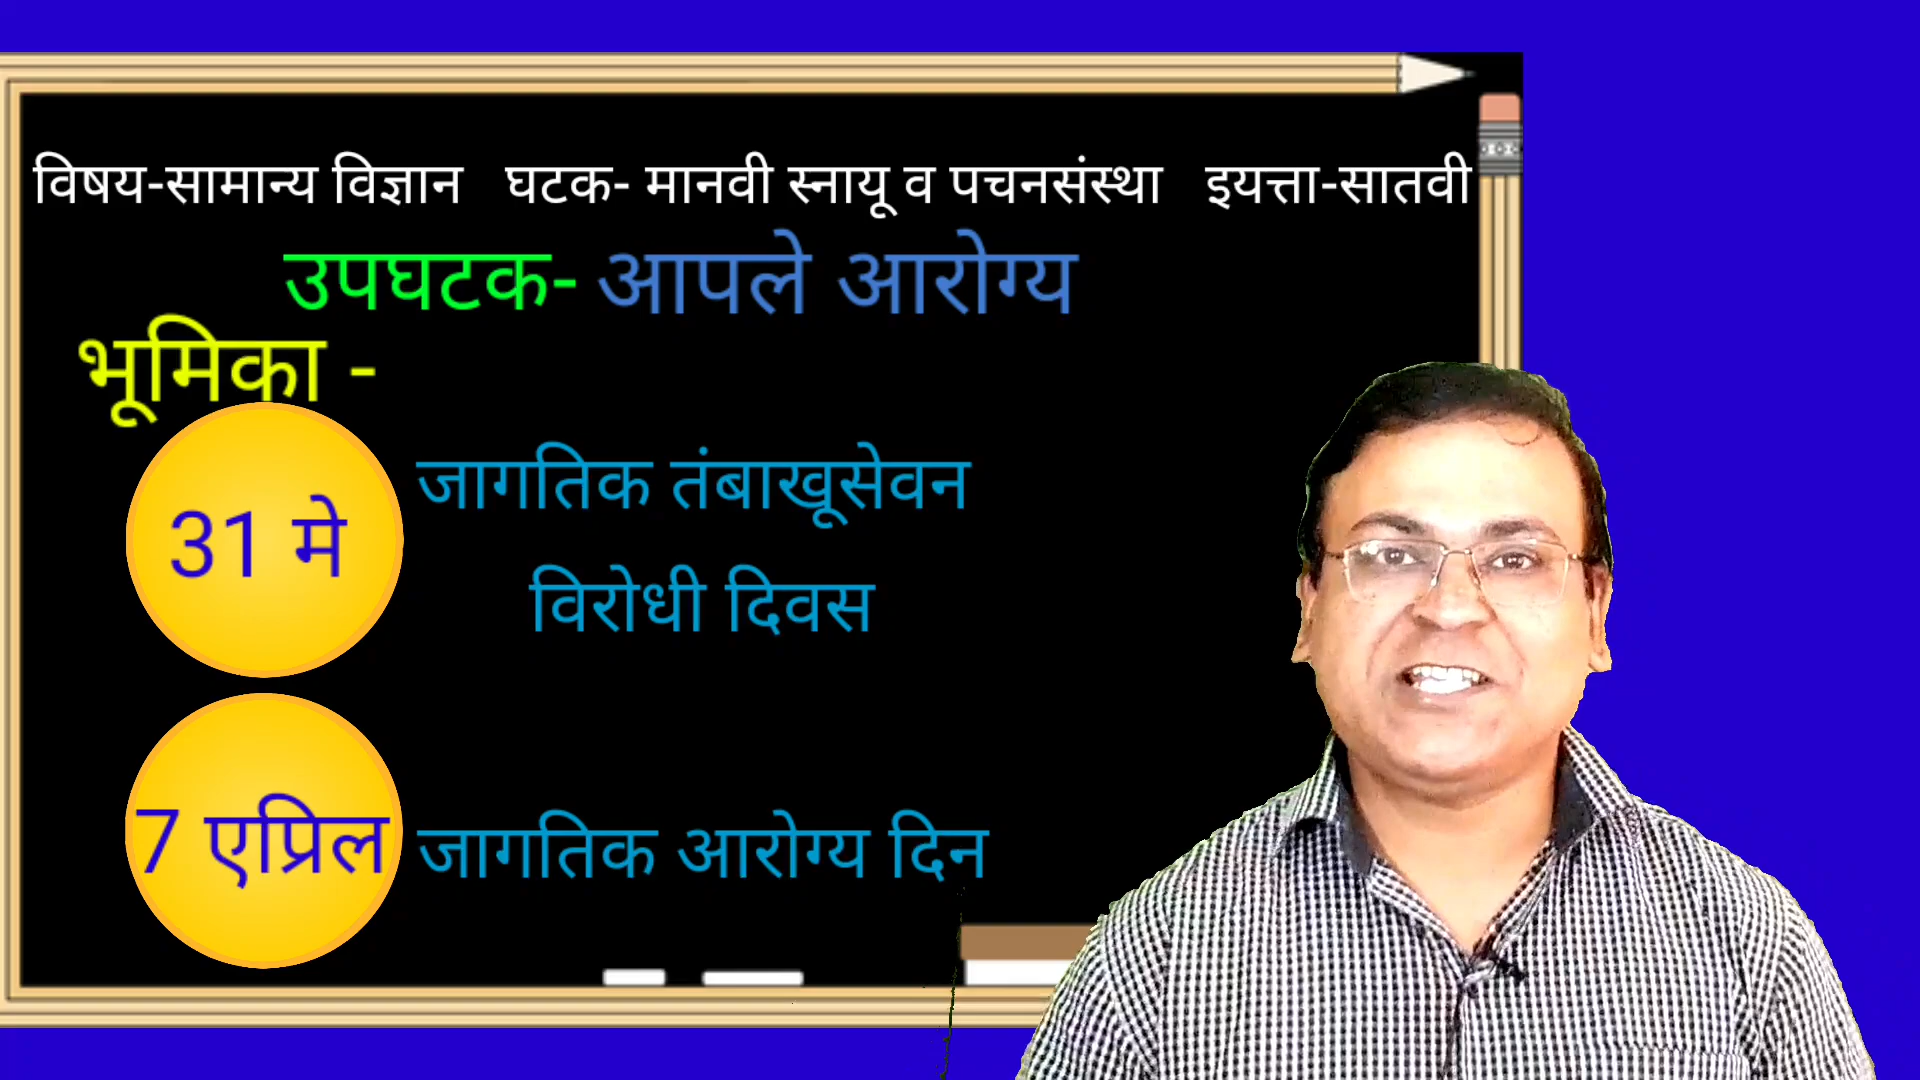 विषय-सामान्य विज्ञान घटक- मानवी स्नायू व पचनसंस्था इयत्ता-सातवी
उपघटक- आपले आरोग्य
भूमिका -
31 मे
जागतिक तंबाखूसेवन
विरोधी दिवस
7 एप्रिल
जागतिक आरोग्य दिन